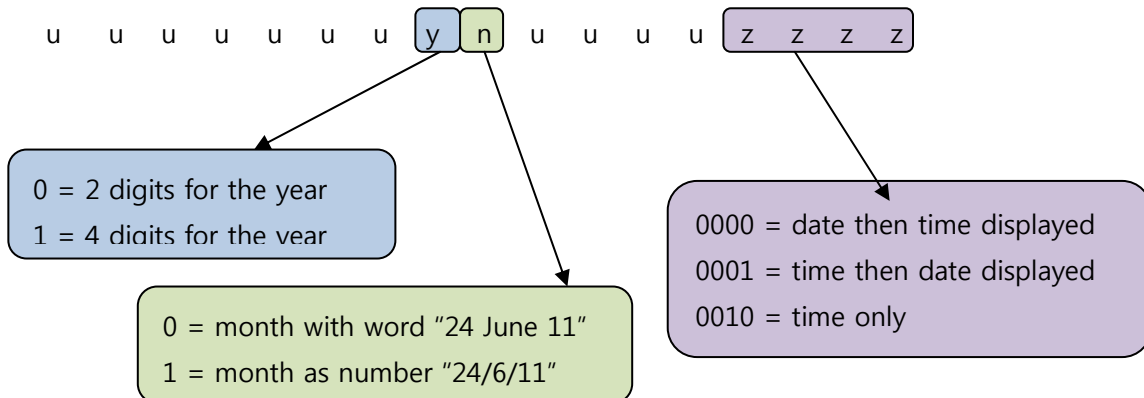 u u u u u u u y n u u u u z z z z
0 = 2 digits for the year
1 = 4 digits for the year
0 = month with word "24 June 11"
1 = month as number "24/6/11"
0000 = date then time displayed
0001 = time then date displayed
0010 = time only